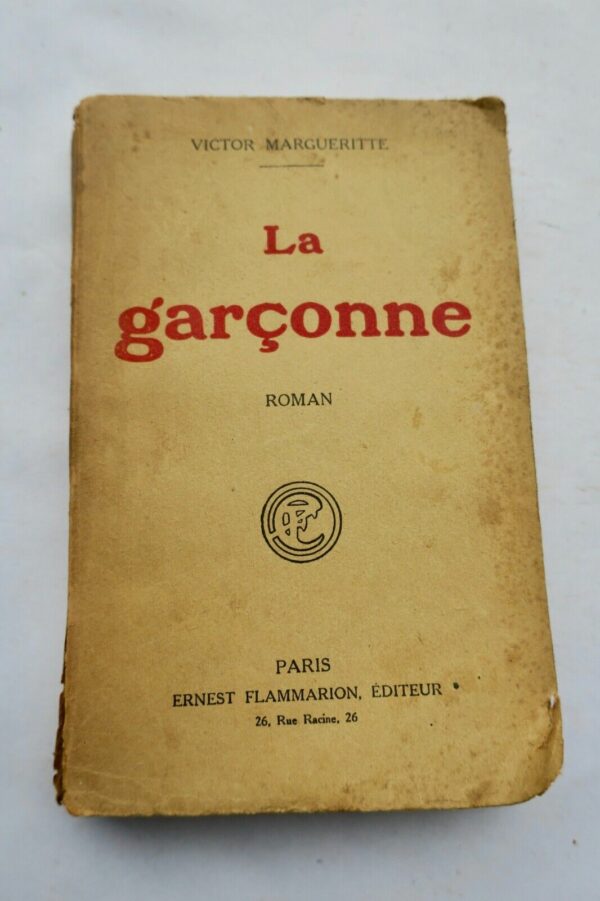 VICTOR MARGUERITTE
La
garçonne
ROMAN
PARIS
ERNEST FLAMMARION, ÉDITEUR
26, Rue Racine, 26